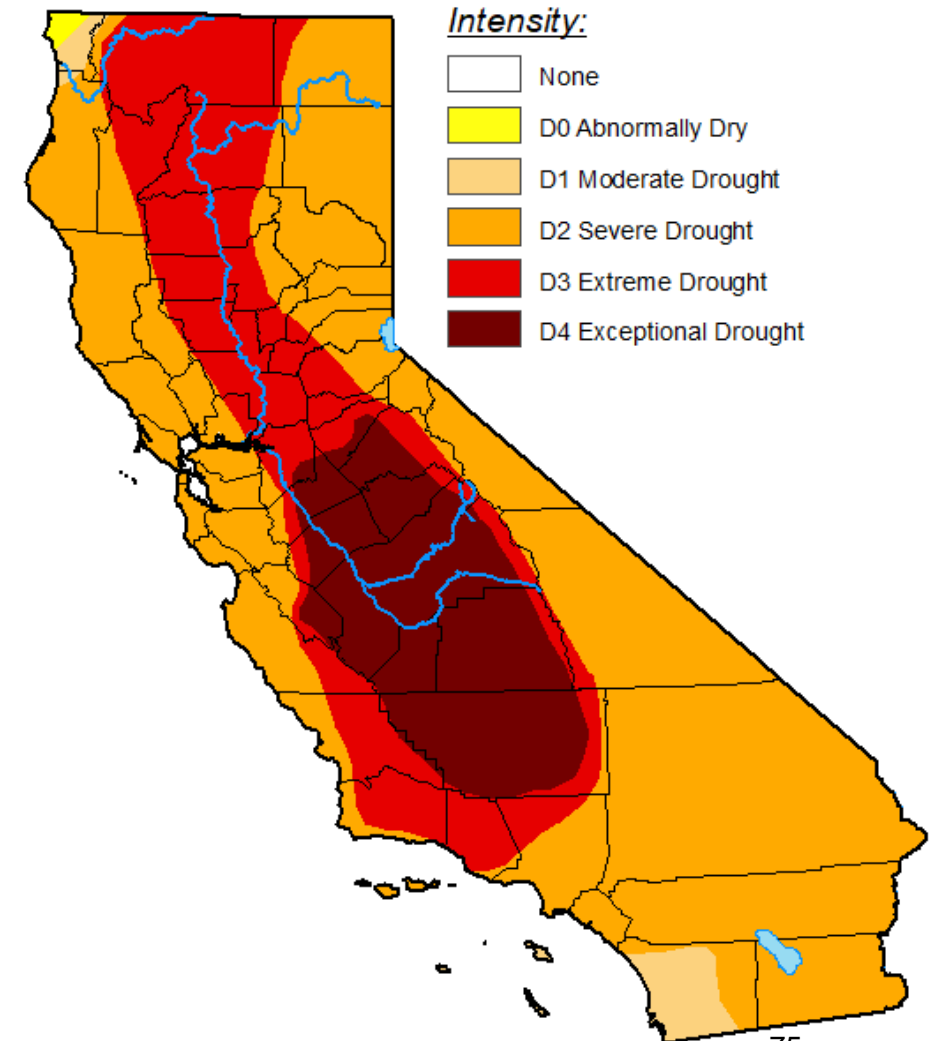 Intensity:
None
D0 Abnormally Dry
D1 Moderate Drought
D2 Severe Drought
D3 Extreme Drought
D4 Exceptional Drought